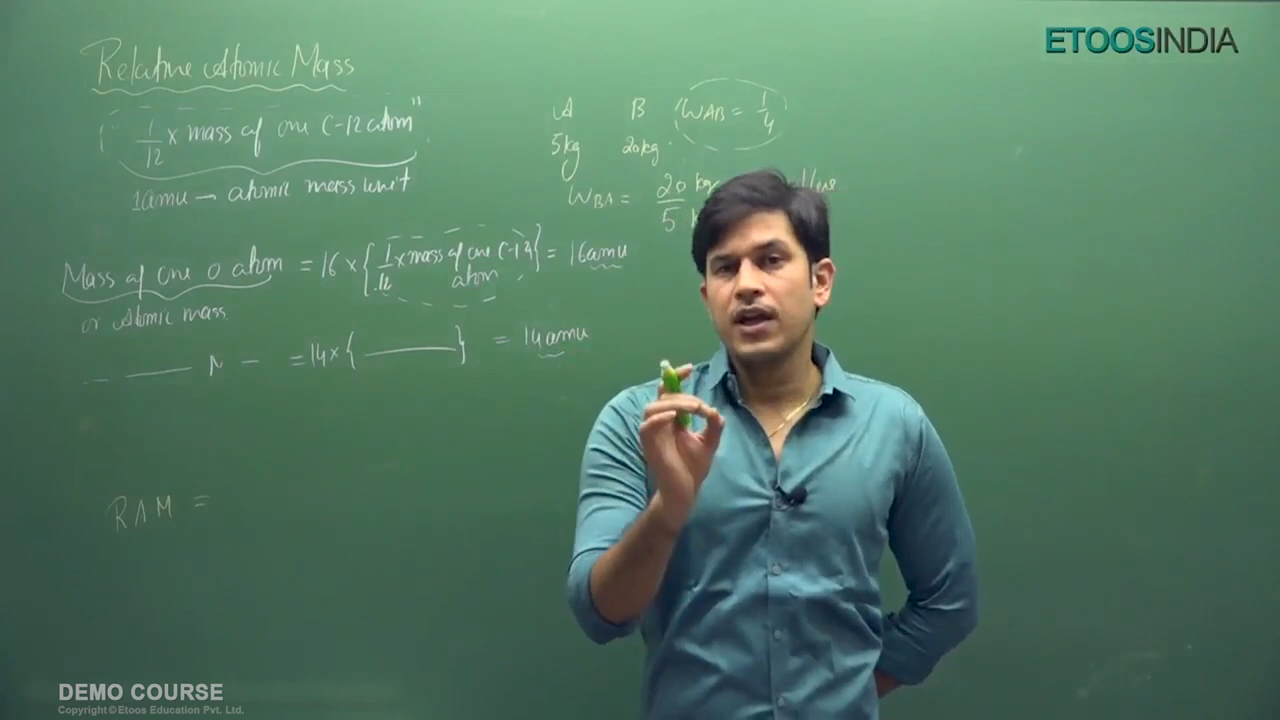 ETOOSINDIA
Relative Atomic Mass
" 1/12 x mass of one C-12 atom"
1amu → atomic mass unit
A B WAB = 1/4
5kg 20kg
WBA = 20 kg / 5 k
Mass of one O atom = 16 x { 1/12 x mass of one C-12 atom } = 16amu
or Atomic mass
— — N — = 14 x { — } = 14amu
RAM =
DEMO COURSE
Copyright © Etoos Education Pvt. Ltd.